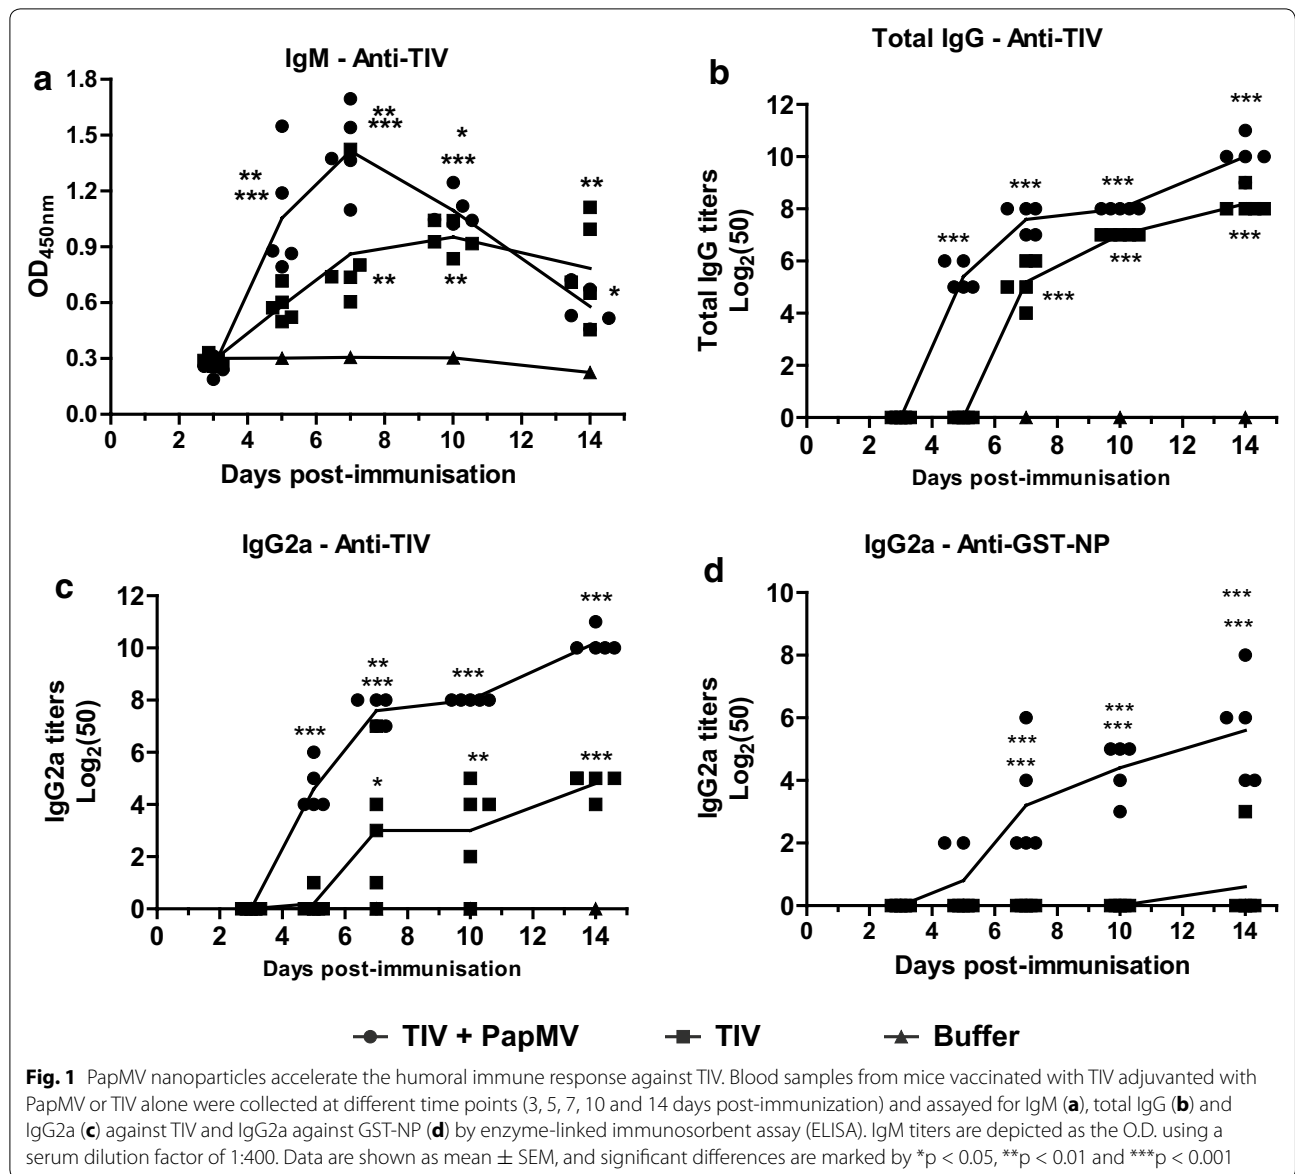 a
IgM - Anti-TIV
1.8
1.5
1.2
0.9
0.6
0.3
0.0
OD450nm
**
***
**
***
*
***
**
**
**
*
0 2 4 6 8 10 12 14
Days post-immunisation
b
Total IgG - Anti-TIV
12
10
8
6
4
2
0
Total IgG titers
Log2(50)
***
***
***
***
***
***
***
0 2 4 6 8 10 12 14
Days post-immunisation
c
IgG2a - Anti-TIV
12
10
8
6
4
2
0
IgG2a titers
Log2(50)
***
**
***
***
***
*
**
***
0 2 4 6 8 10 12 14
Days post-immunisation
d
IgG2a - Anti-GST-NP
10
8
6
4
2
0
IgG2a titers
Log2(50)
***
***
***
***
***
***
0 2 4 6 8 10 12 14
Days post-immunisation
TIV + PapMV TIV Buffer
Fig. 1 PapMV nanoparticles accelerate the humoral immune response against TIV. Blood samples from mice vaccinated with TIV adjuvanted with
PapMV or TIV alone were collected at different time points (3, 5, 7, 10 and 14 days post-immunization) and assayed for IgM (a), total IgG (b) and
IgG2a (c) against TIV and IgG2a against GST-NP (d) by enzyme-linked immunosorbent assay (ELISA). IgM titers are depicted as the O.D. using a
serum dilution factor of 1:400. Data are shown as mean ± SEM, and significant differences are marked by *p < 0.05, **p < 0.01 and ***p < 0.001